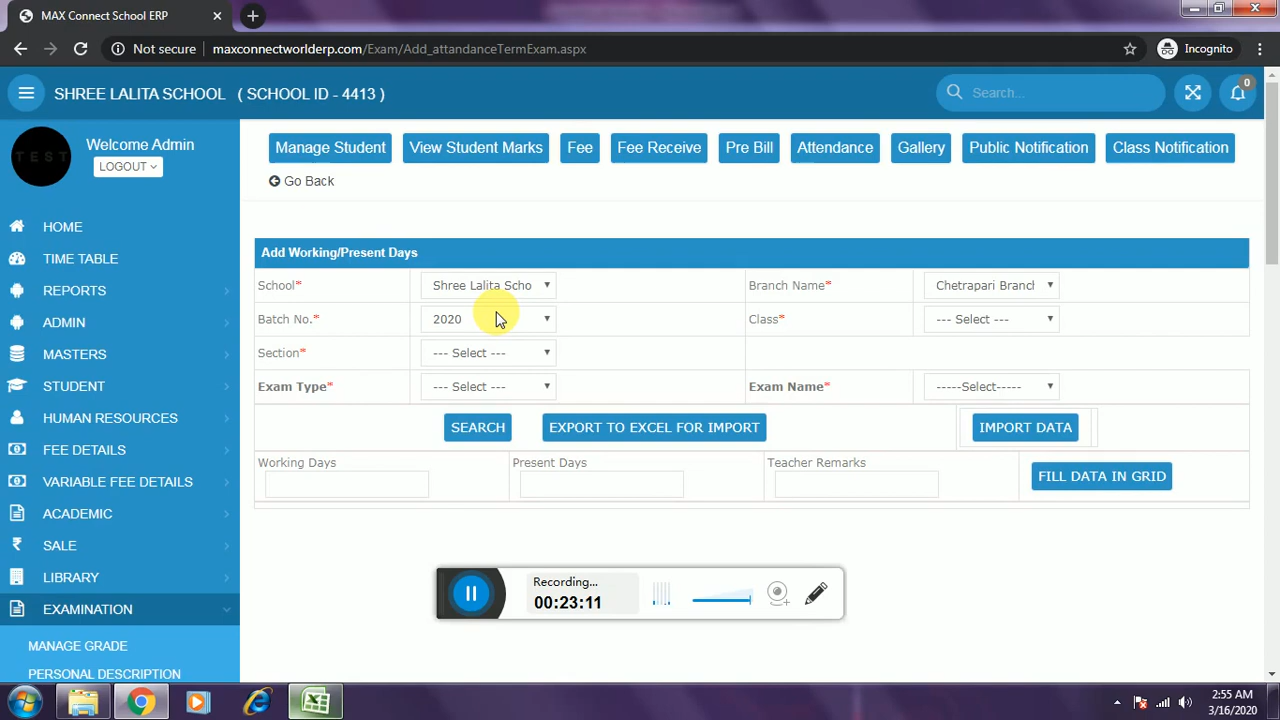 MAX Connect School ERP
Not secure maxconnectworlderp.com/Exam/Add_attandanceTermExam.aspx Incognito
SHREE LALITA SCHOOL ( SCHOOL ID - 4413 ) Search... 0
TEST
Welcome Admin
LOGOUT
Manage Student View Student Marks Fee Fee Receive Pre Bill Attendance Gallery Public Notification Class Notification
Go Back
HOME
TIME TABLE
REPORTS
ADMIN
MASTERS
STUDENT
HUMAN RESOURCES
FEE DETAILS
VARIABLE FEE DETAILS
ACADEMIC
SALE
LIBRARY
EXAMINATION
MANAGE GRADE
PERSONAL DESCRIPTION
Add Working/Present Days
School* Shree Lalita Scho Branch Name* Chetrapari Branch
Batch No.* 2020 Class* --- Select ---
Section* --- Select ---
Exam Type* --- Select --- Exam Name* -----Select-----
SEARCH EXPORT TO EXCEL FOR IMPORT IMPORT DATA
Working Days Present Days Teacher Remarks FILL DATA IN GRID
Recording...
00:23:11
2:55 AM
3/16/2020